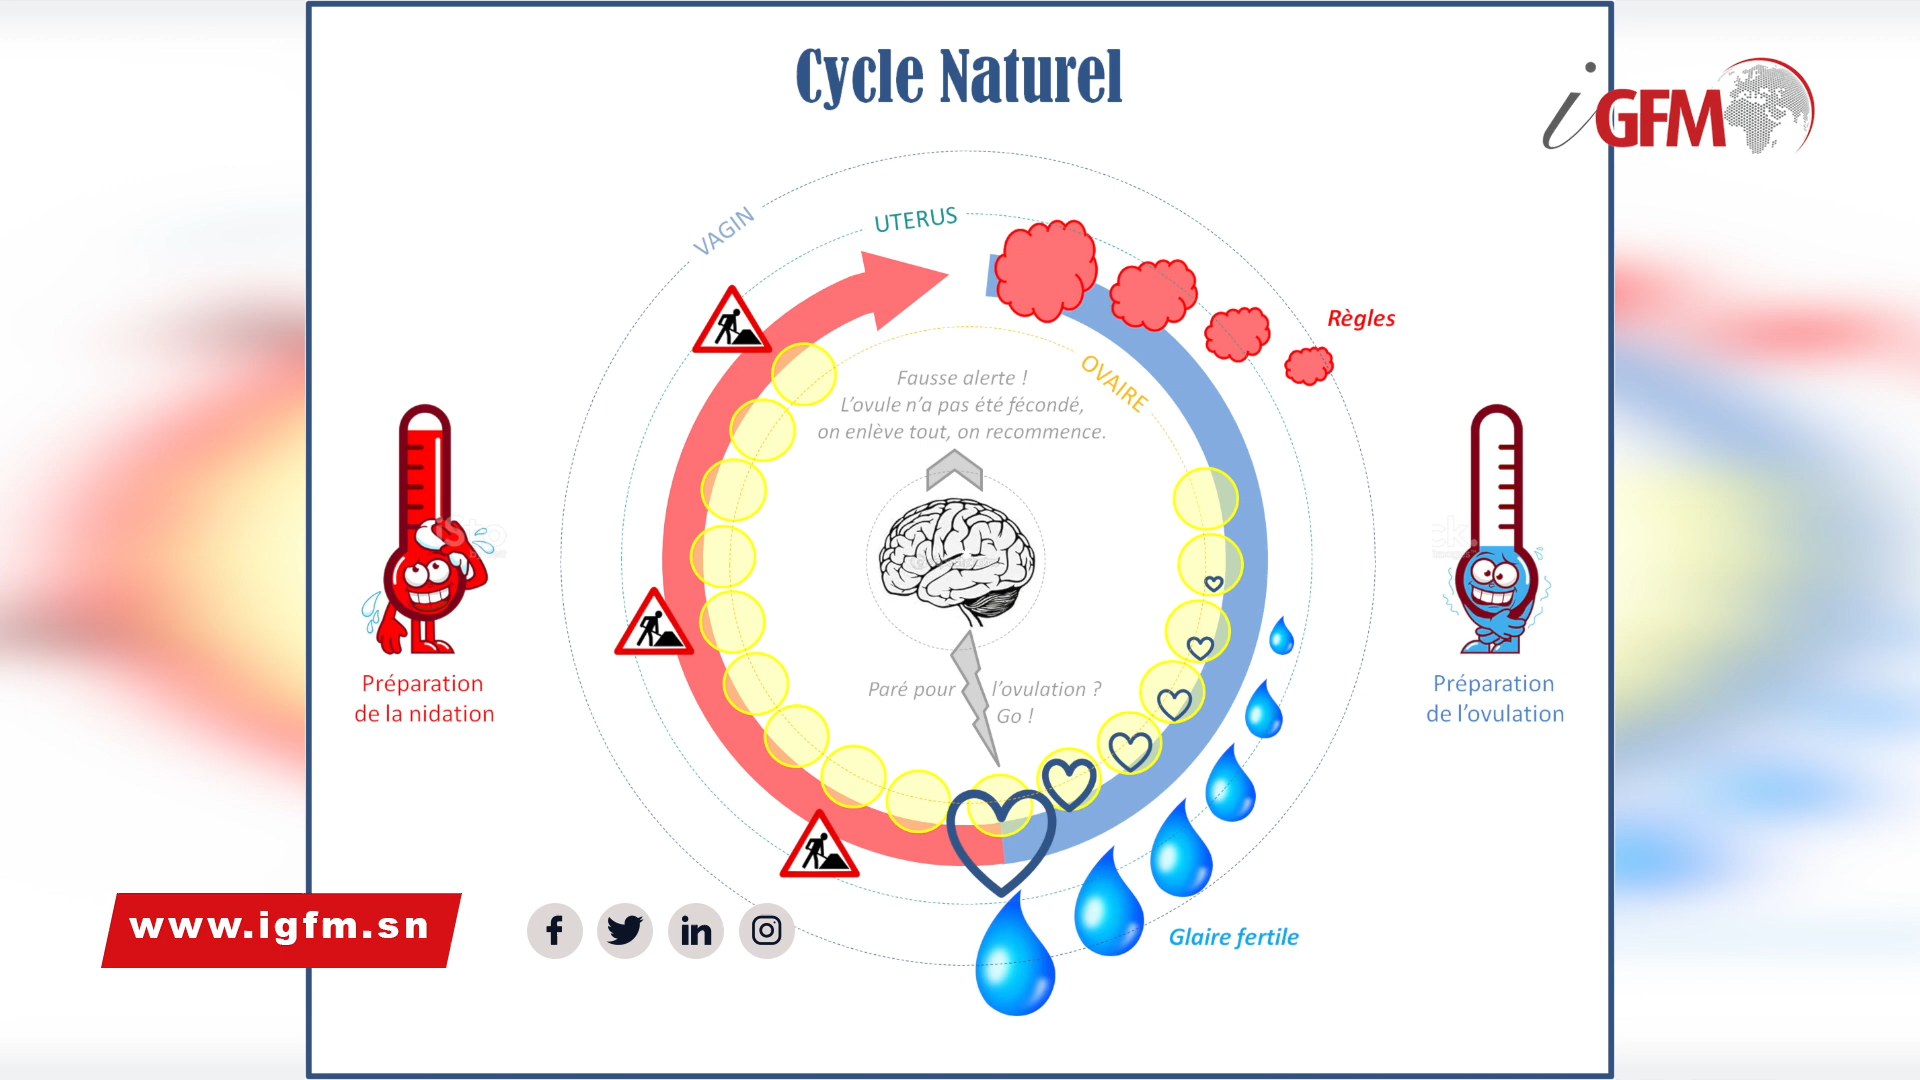 Cycle Naturel
iGFM
VAGIN
UTERUS
Règles
OVAIRE
Fausse alerte !
L'ovule n'a pas été fécondé,
on enlève tout, on recommence.
Paré pour l'ovulation ?
Go !
Préparation
de la nidation
Préparation
de l'ovulation
Glaire fertile
www.igfm.sn